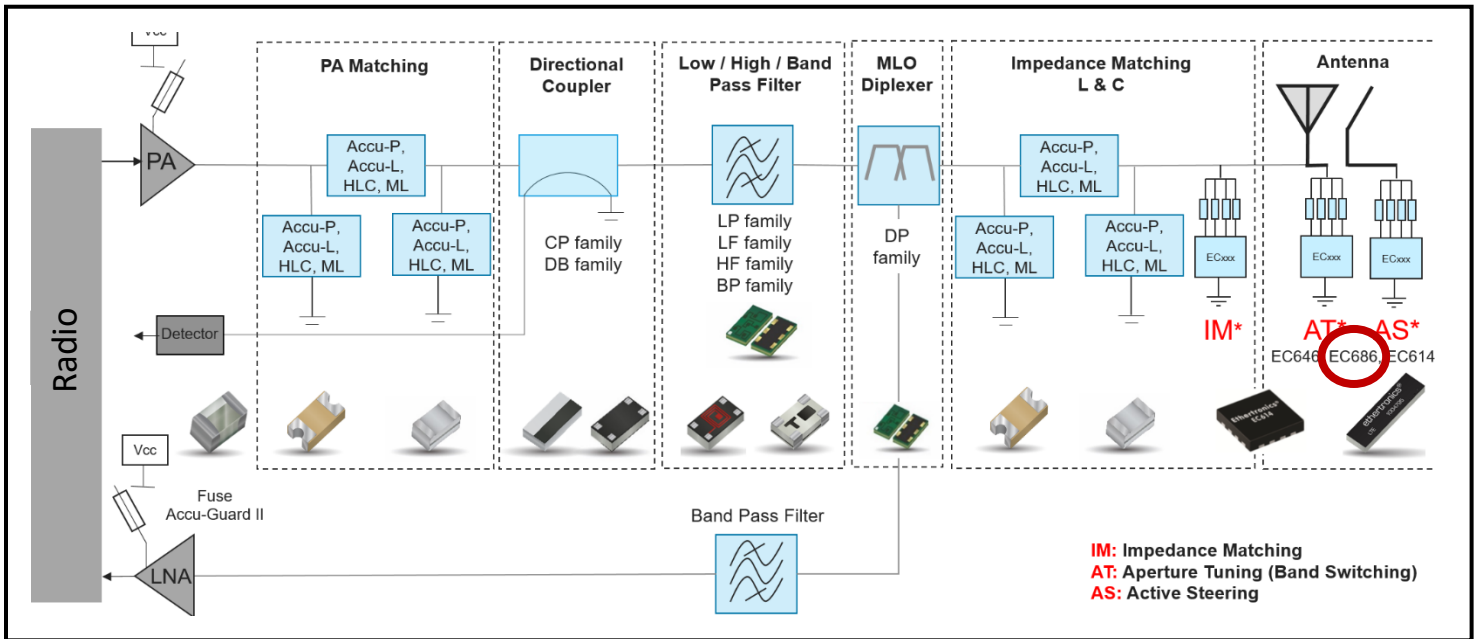 Vcc
PA Matching
Directional
Coupler
Low / High / Band
Pass Filter
MLO
Diplexer
Impedance Matching
L & C
Antenna
Radio
PA
Accu-P,
Accu-L,
HLC, ML
Accu-P,
Accu-L,
HLC, ML
Accu-P,
Accu-L,
HLC, ML
CP family
DB family
LP family
LF family
HF family
BP family
DP
family
Accu-P,
Accu-L,
HLC, ML
Accu-P,
Accu-L,
HLC, ML
Accu-P,
Accu-L,
HLC, ML
ECxxx
ECxxx
ECxxx
IM*
AT*
AS*
EC646, EC686, EC614
Detector
Ethertronics®
EC614
ethertronics®
LTE
Vcc
Fuse
Accu-Guard II
LNA
Band Pass Filter
IM: Impedance Matching
AT: Aperture Tuning (Band Switching)
AS: Active Steering